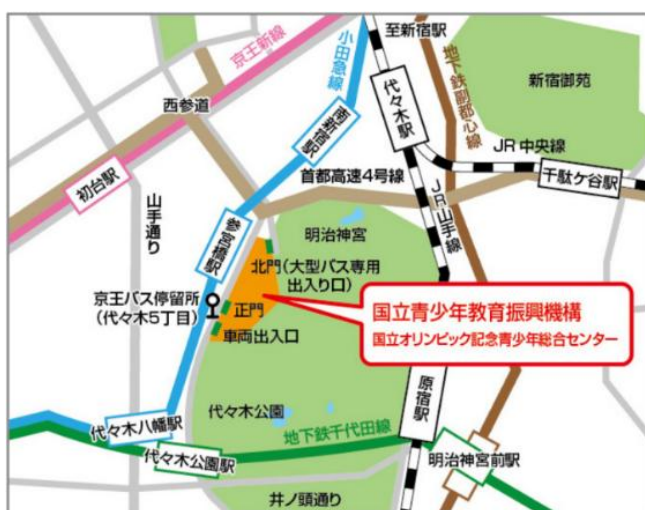 至新宿駅
京王新線
小田急線
地下鉄副都心線
新宿御苑
西参道
代々木駅
南新宿駅
JR中央線
千駄ケ谷駅
初台駅
山手通り
首都高速4号線
JR山手線
参宮橋駅
明治神宮
北門(大型バス専用
出入り口)
京王バス停留所
(代々木5丁目)
正門
車両出入口
国立青少年教育振興機構
国立オリンピック記念青少年総合センター
原宿駅
代々木公園
代々木八幡駅
地下鉄千代田線
代々木公園駅
明治神宮前駅
井ノ頭通り